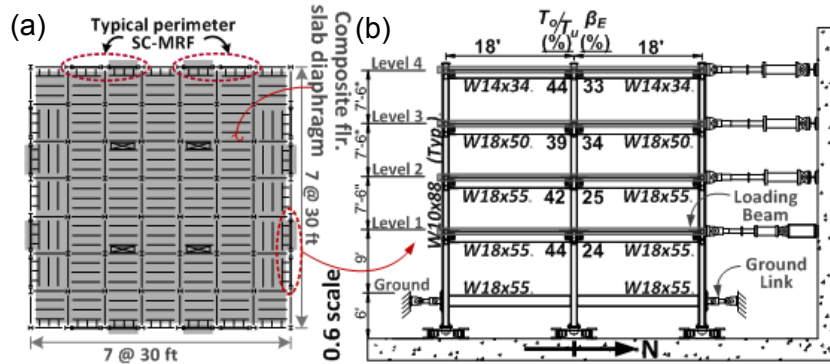 (a)
Typical perimeter
SC-MRF
Composite flr.
slab diaphragm
7 @ 30 ft
7 @ 30 ft
0.6 scale
(b)
To/Tu
(%)
βE
(%)
18'
18'
Level 4
W14x34
44
33
W14x34
7'-6"
Level 3
W18x50
39
34
W18x50
7'-6"
W10x88 (Typ.)
Level 2
W18x55
42
25
W18x55
7'-6"
Loading
Beam
Level 1
W18x55
44
24
W18x55
9'
Ground
W18x55
W18x55
Ground
Link
6'
N